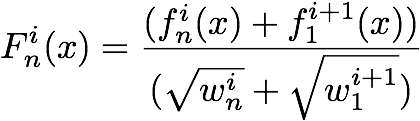 F_n^i(x) = \frac{(f_n^i(x) + f_1^{i+1}(x))}{(\sqrt{w_n^i} + \sqrt{w_1^{i+1}})}